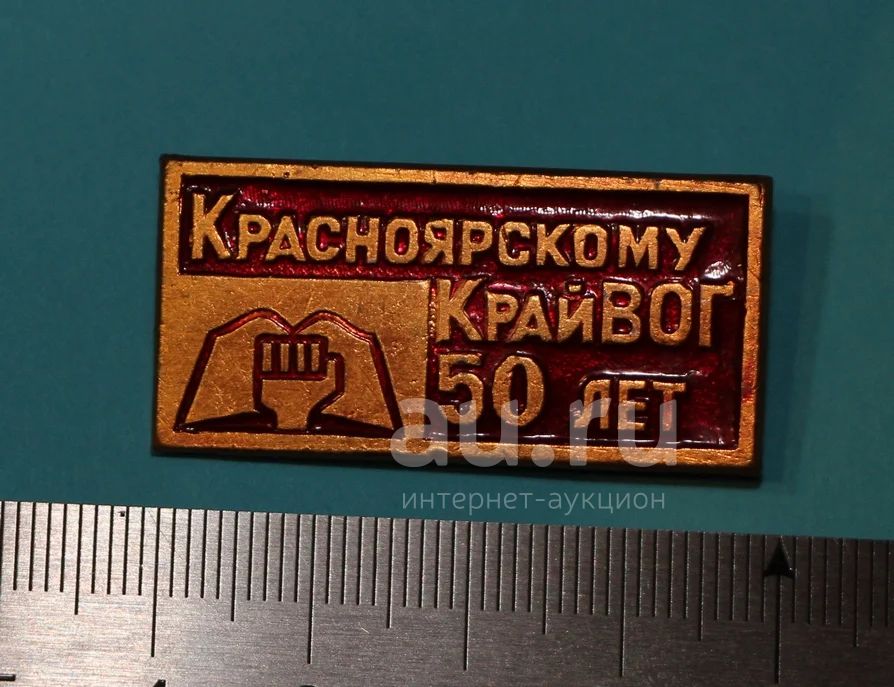 Красноярскому
КрайВОГ
50 лет
au.ru
интернет-аукцион